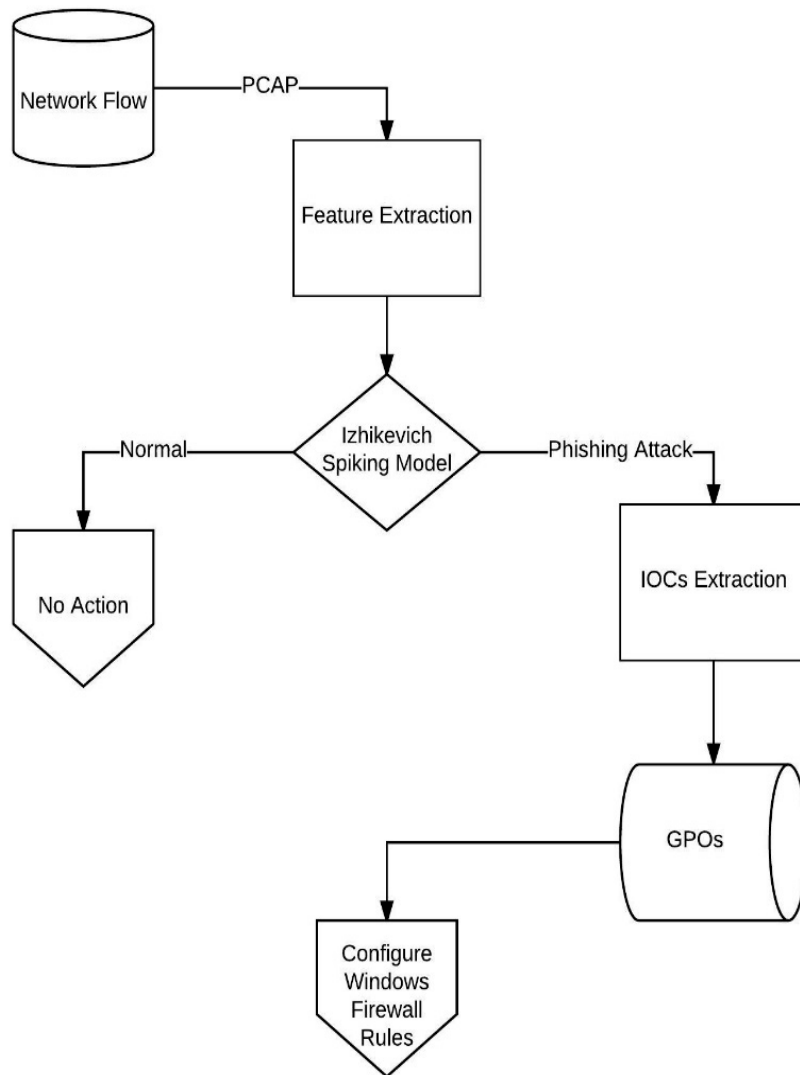 Network Flow
PCAP
Feature Extraction
Izhikevich
Spiking Model
Normal
Phishing Attack
No Action
IOCs Extraction
GPOs
Configure
Windows
Firewall
Rules